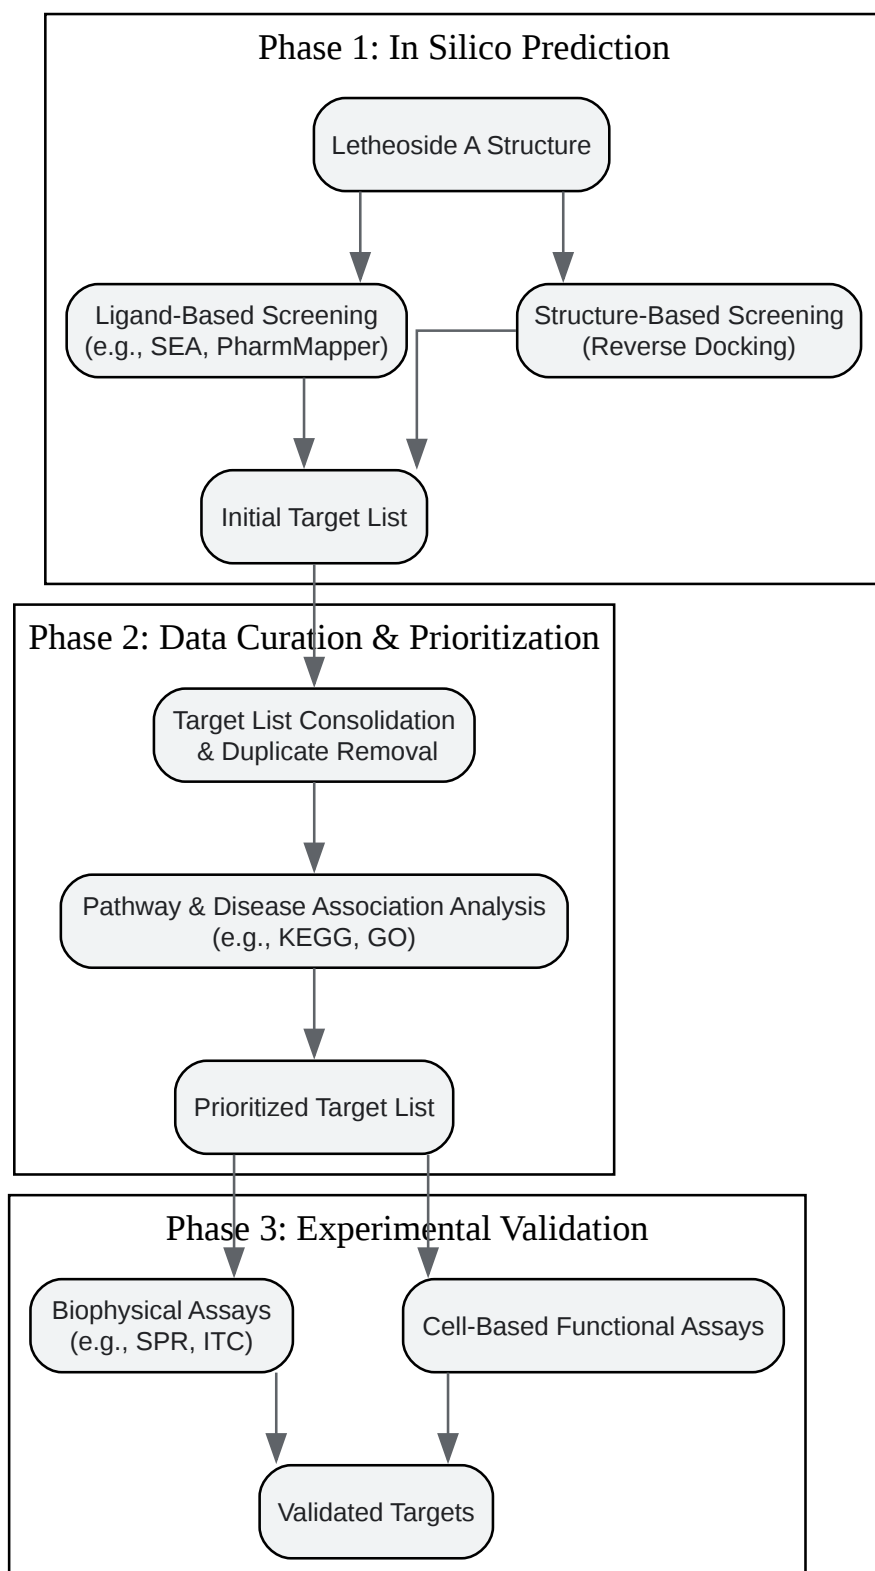 Phase 1: In Silico Prediction
Letheoside A Structure
Ligand-Based Screening
(e.g., SEA, PharmMapper)
Structure-Based Screening
(Reverse Docking)
Initial Target List
Phase 2: Data Curation & Prioritization
Target List Consolidation
& Duplicate Removal
Pathway & Disease Association Analysis
(e.g., KEGG, GO)
Prioritized Target List
Phase 3: Experimental Validation
Biophysical Assays
(e.g., SPR, ITC)
Cell-Based Functional Assays
Validated Targets